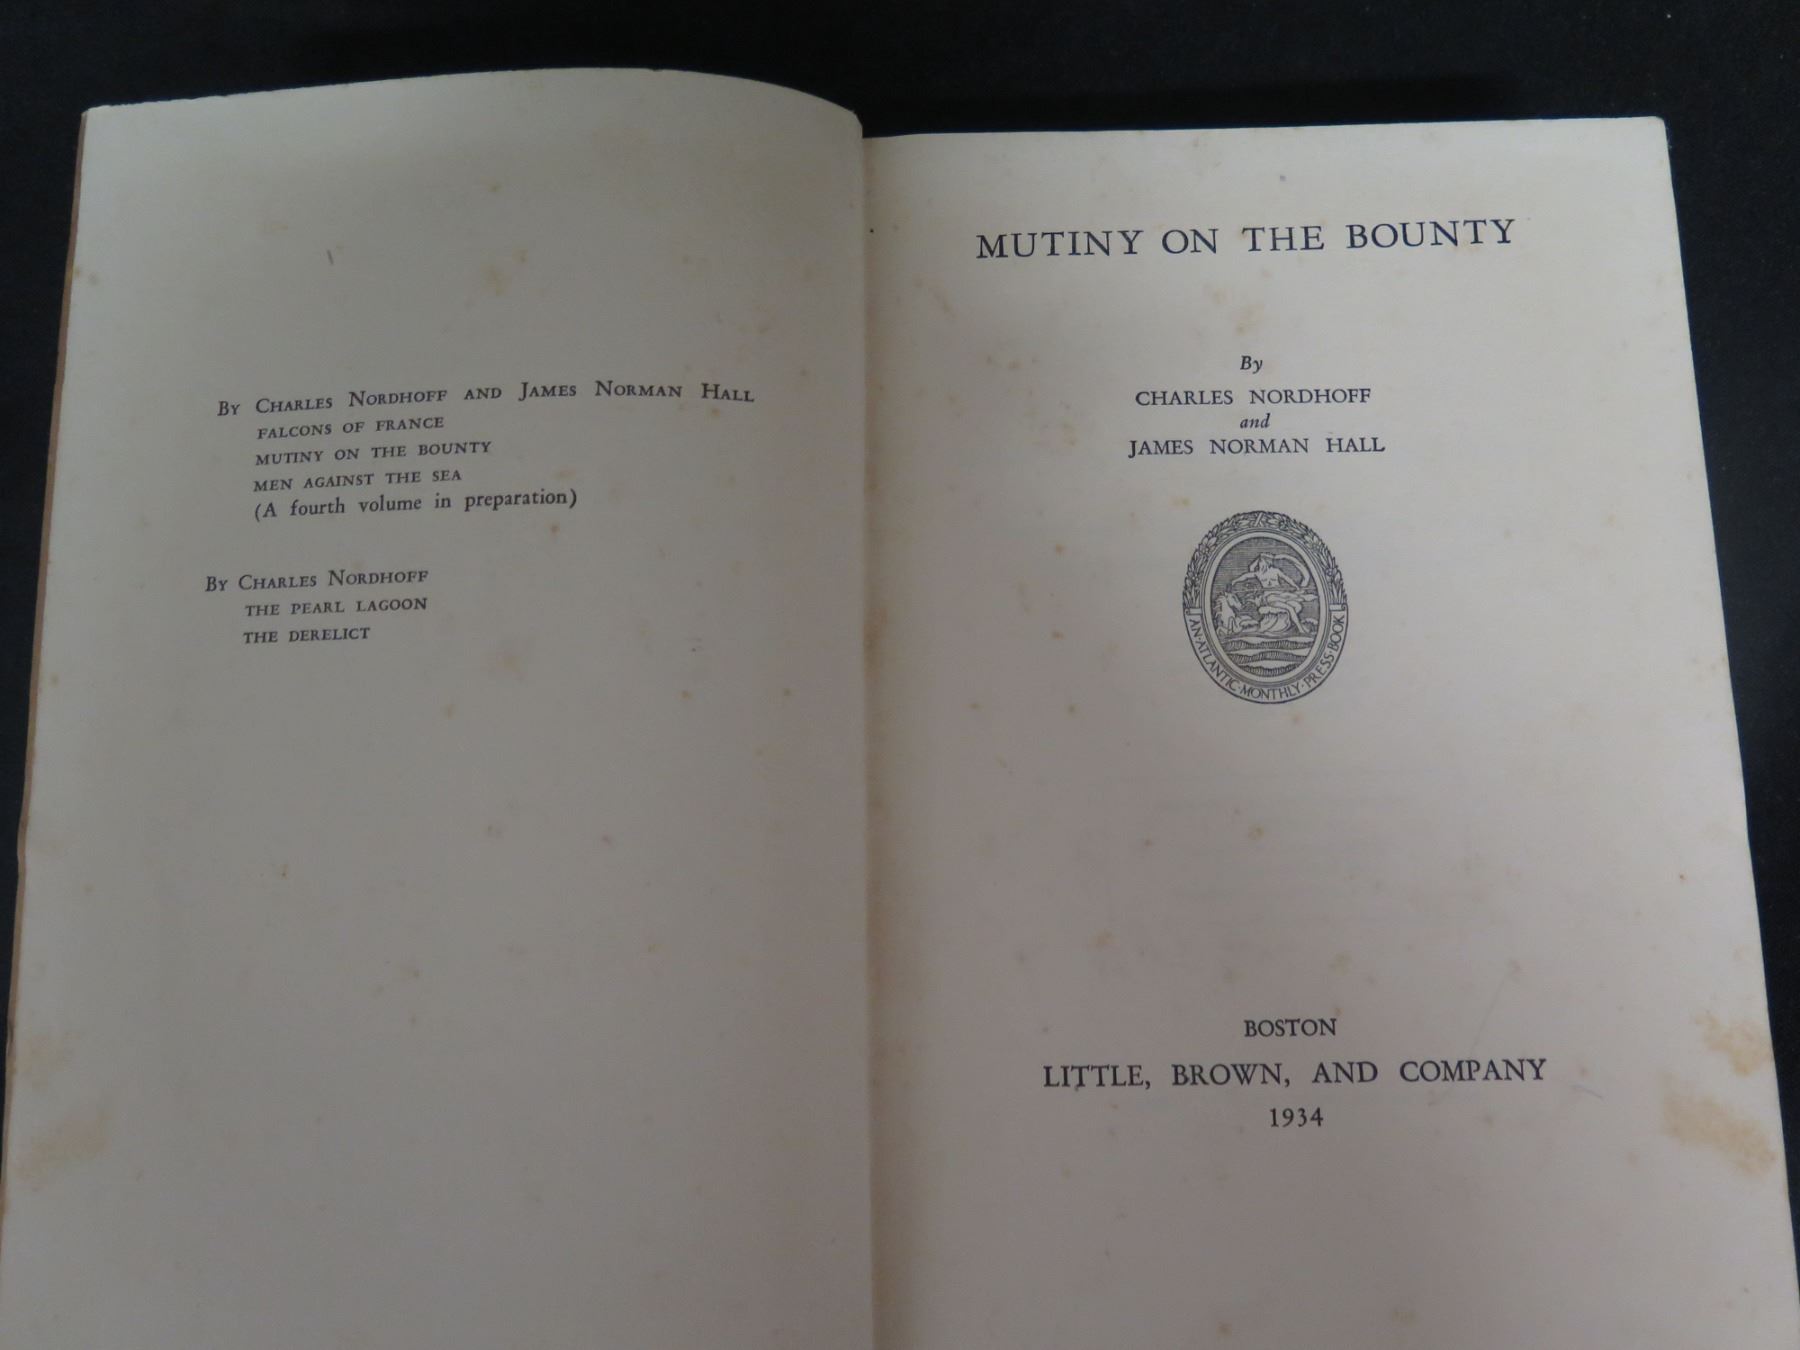 By Charles Nordhoff and James Norman Hall
FALCONS OF FRANCE
MUTINY ON THE BOUNTY
MEN AGAINST THE SEA
(A fourth volume in preparation)
By Charles Nordhoff
THE PEARL LAGOON
THE DERELICT
MUTINY ON THE BOUNTY
By
CHARLES NORDHOFF
and
JAMES NORMAN HALL
AN·ATLANTIC·MONTHLY·PRESS·BOOK
BOSTON
LITTLE, BROWN, AND COMPANY
1934